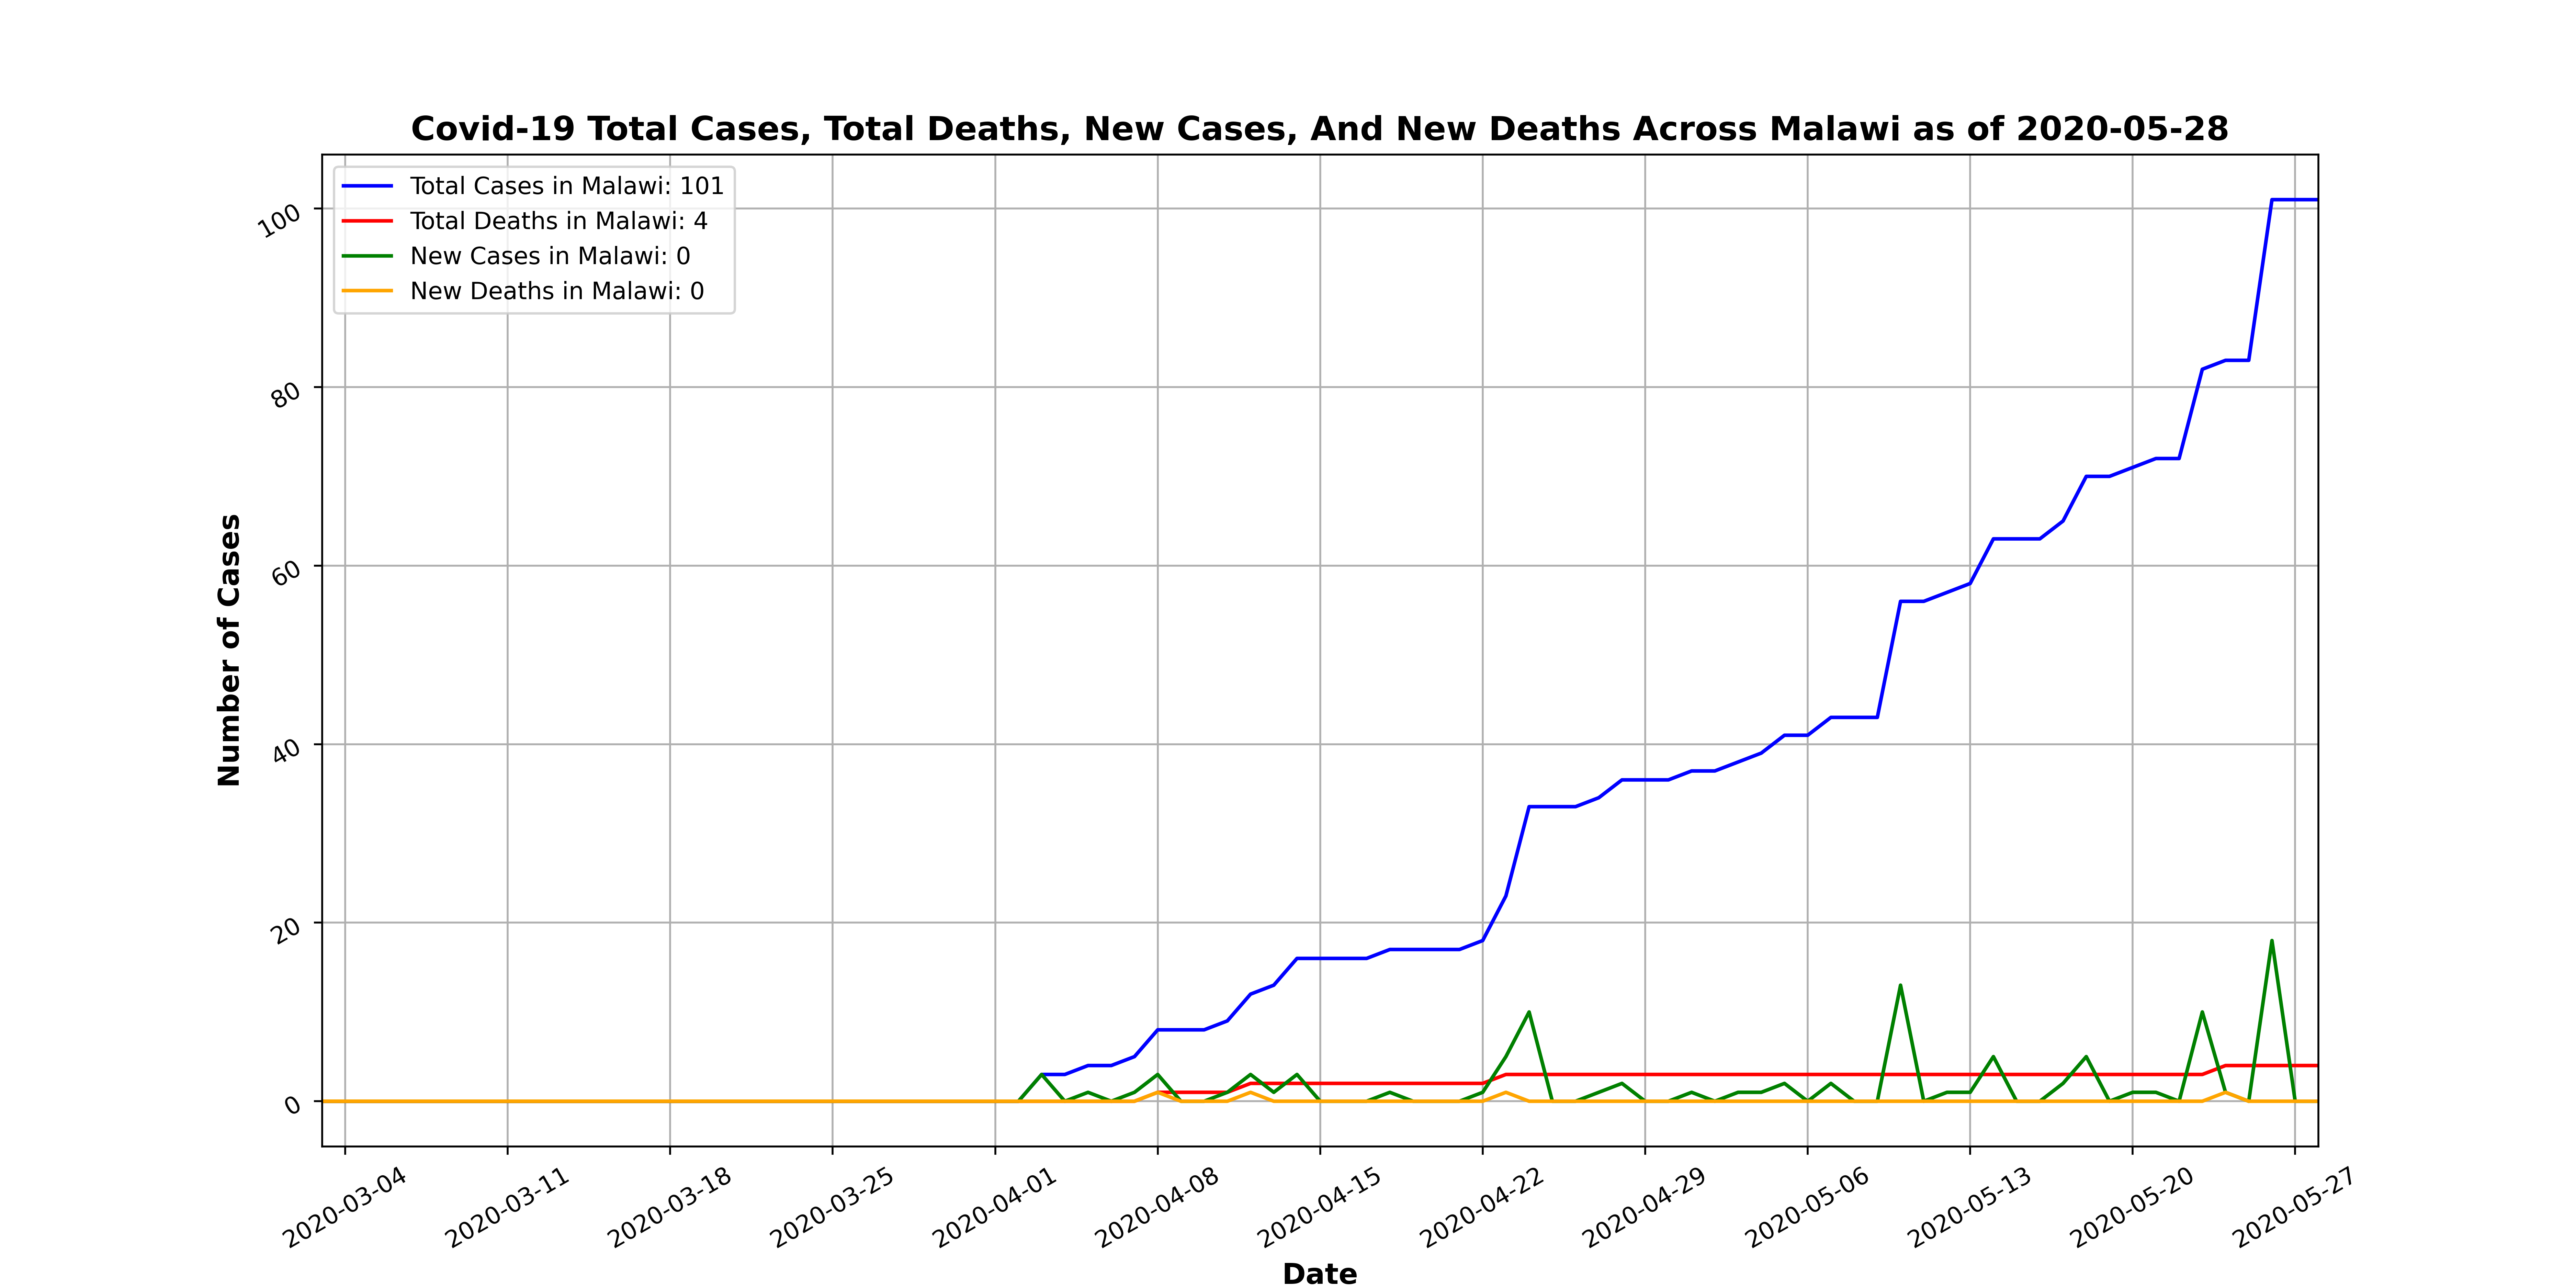 Covid-19 Total Cases, Total Deaths, New Cases, And New Deaths Across Malawi as of 2020-05-28
Total Cases in Malawi: 101
Total Deaths in Malawi: 4
New Cases in Malawi: 0
New Deaths in Malawi: 0
Number of Cases
100
80
60
40
20
0
2020-03-04
2020-03-11
2020-03-18
2020-03-25
2020-04-01
2020-04-08
2020-04-15
2020-04-22
2020-04-29
2020-05-06
2020-05-13
2020-05-20
2020-05-27
Date